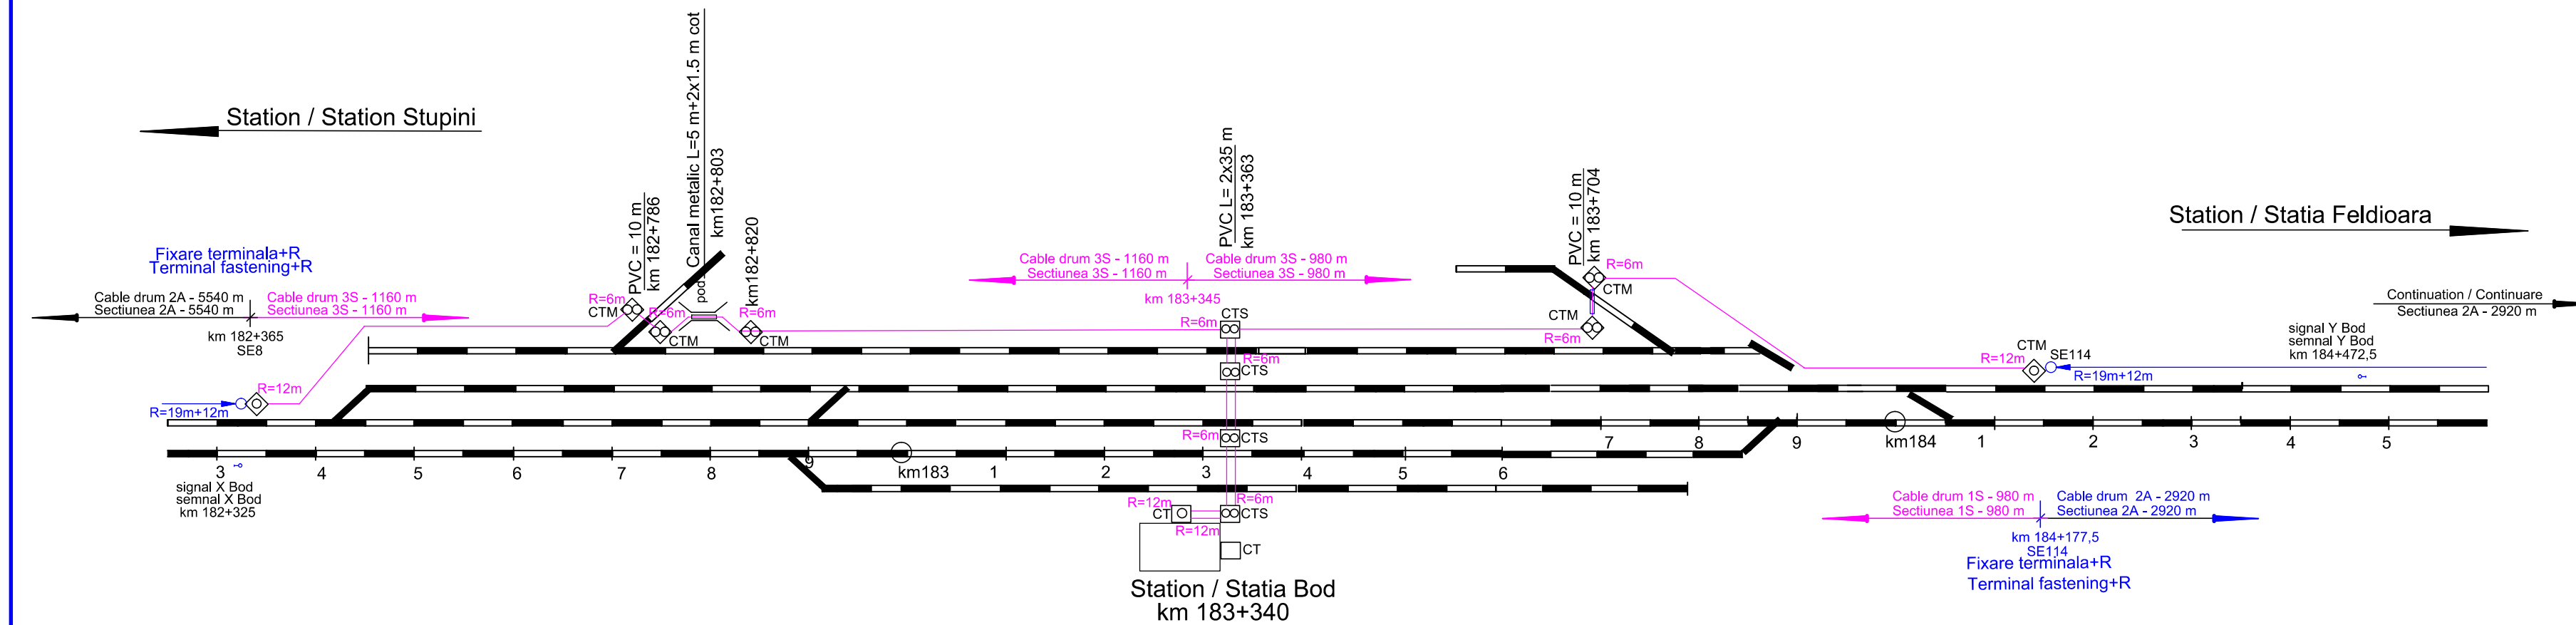 Station / Station Stupini
Fixare terminala+R
Terminal fastening+R
Cable drum 2A - 5540 m
Sectiunea 2A - 5540 m
Cable drum 3S - 1160 m
Sectiunea 3S - 1160 m
km 182+365
SE8
R=12m
R=19m+12m
signal X Bod
semnal X Bod
km 182+325
PVC = 10 m
km 182+786
R=6m
CTM
R=6m
CTM
pod
Canal metalic L=5 m+2x1.5 m cot
km182+803
km182+820
R=6m
CTM
Cable drum 3S - 1160 m
Sectiunea 3S - 1160 m
Cable drum 3S - 980 m
Sectiunea 3S - 980 m
km 183+345
PVC L= 2x35 m
km 183+363
CTS
R=6m
R=6m
CTS
R=6m
CTS
R=12m
R=6m
CT
CTS
R=12m
CT
Station / Statia Bod
km 183+340
PVC = 10 m
km 183+704
R=6m
CTM
CTM
R=6m
Station / Statia Feldioara
Continuation / Continuare
Sectiunea 2A - 2920 m
signal Y Bod
semnal Y Bod
km 184+472,5
CTM
SE114
R=12m
R=19m+12m
3
4
5
6
7
8
9
km183
1
2
3
4
5
6
7
8
9
km184
1
2
3
4
5
Cable drum 1S - 980 m
Sectiunea 1S - 980 m
Cable drum 2A - 2920 m
Sectiunea 2A - 2920 m
km 184+177,5
SE114
Fixare terminala+R
Terminal fastening+R